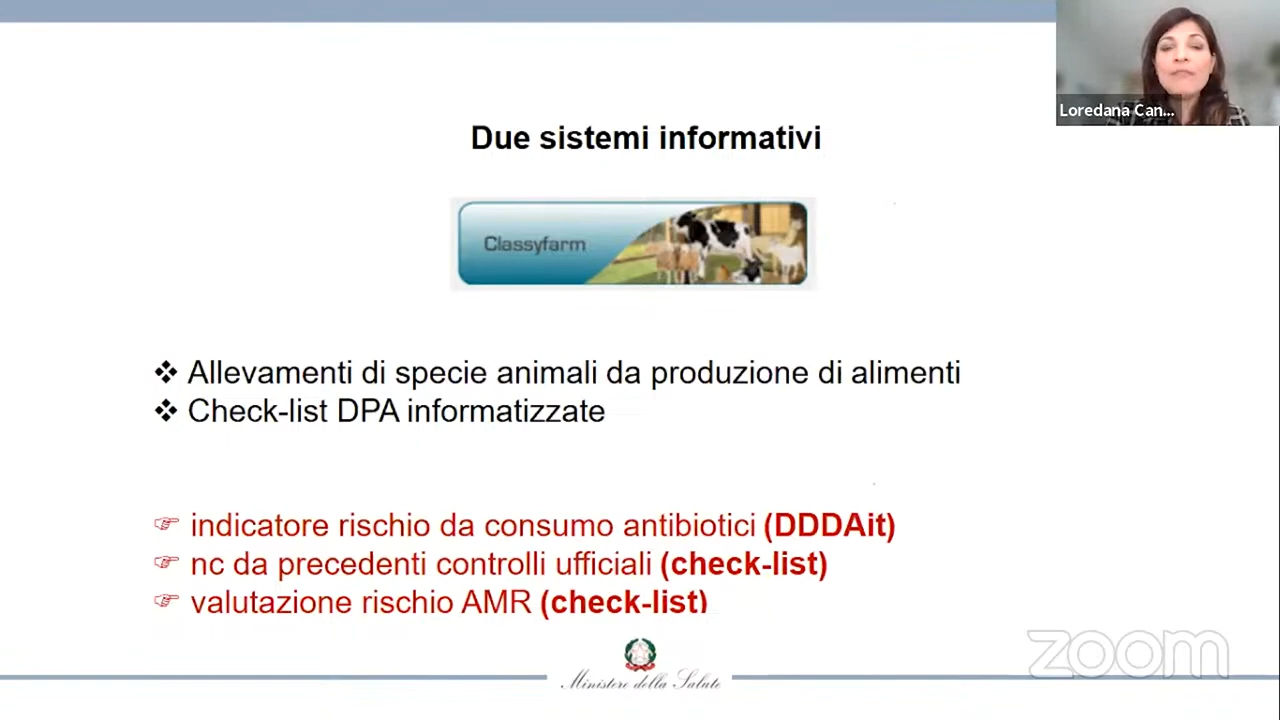 Loredana Can...
Due sistemi informativi
Classyfarm
❖ Allevamenti di specie animali da produzione di alimenti
❖ Check-list DPA informatizzate
☞ indicatore rischio da consumo antibiotici (DDDAit)
☞ nc da precedenti controlli ufficiali (check-list)
☞ valutazione rischio AMR (check-list)
Ministero della Salute
zoom